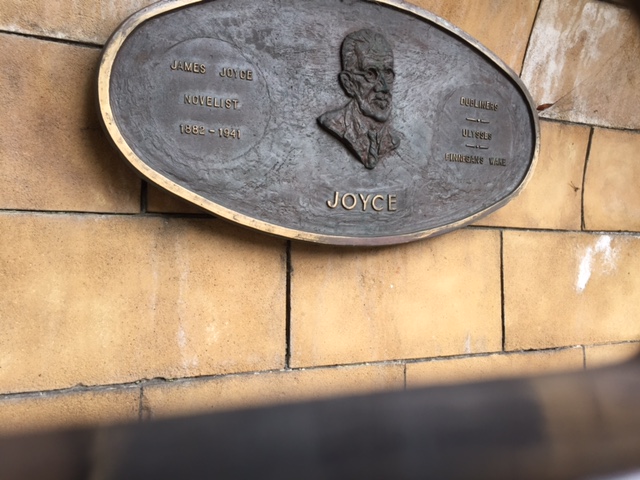 JAMES JOYCE
NOVELIST
1882 - 1941
DUBLINERS
ULYSSES
FINNEGANS WAKE
JOYCE